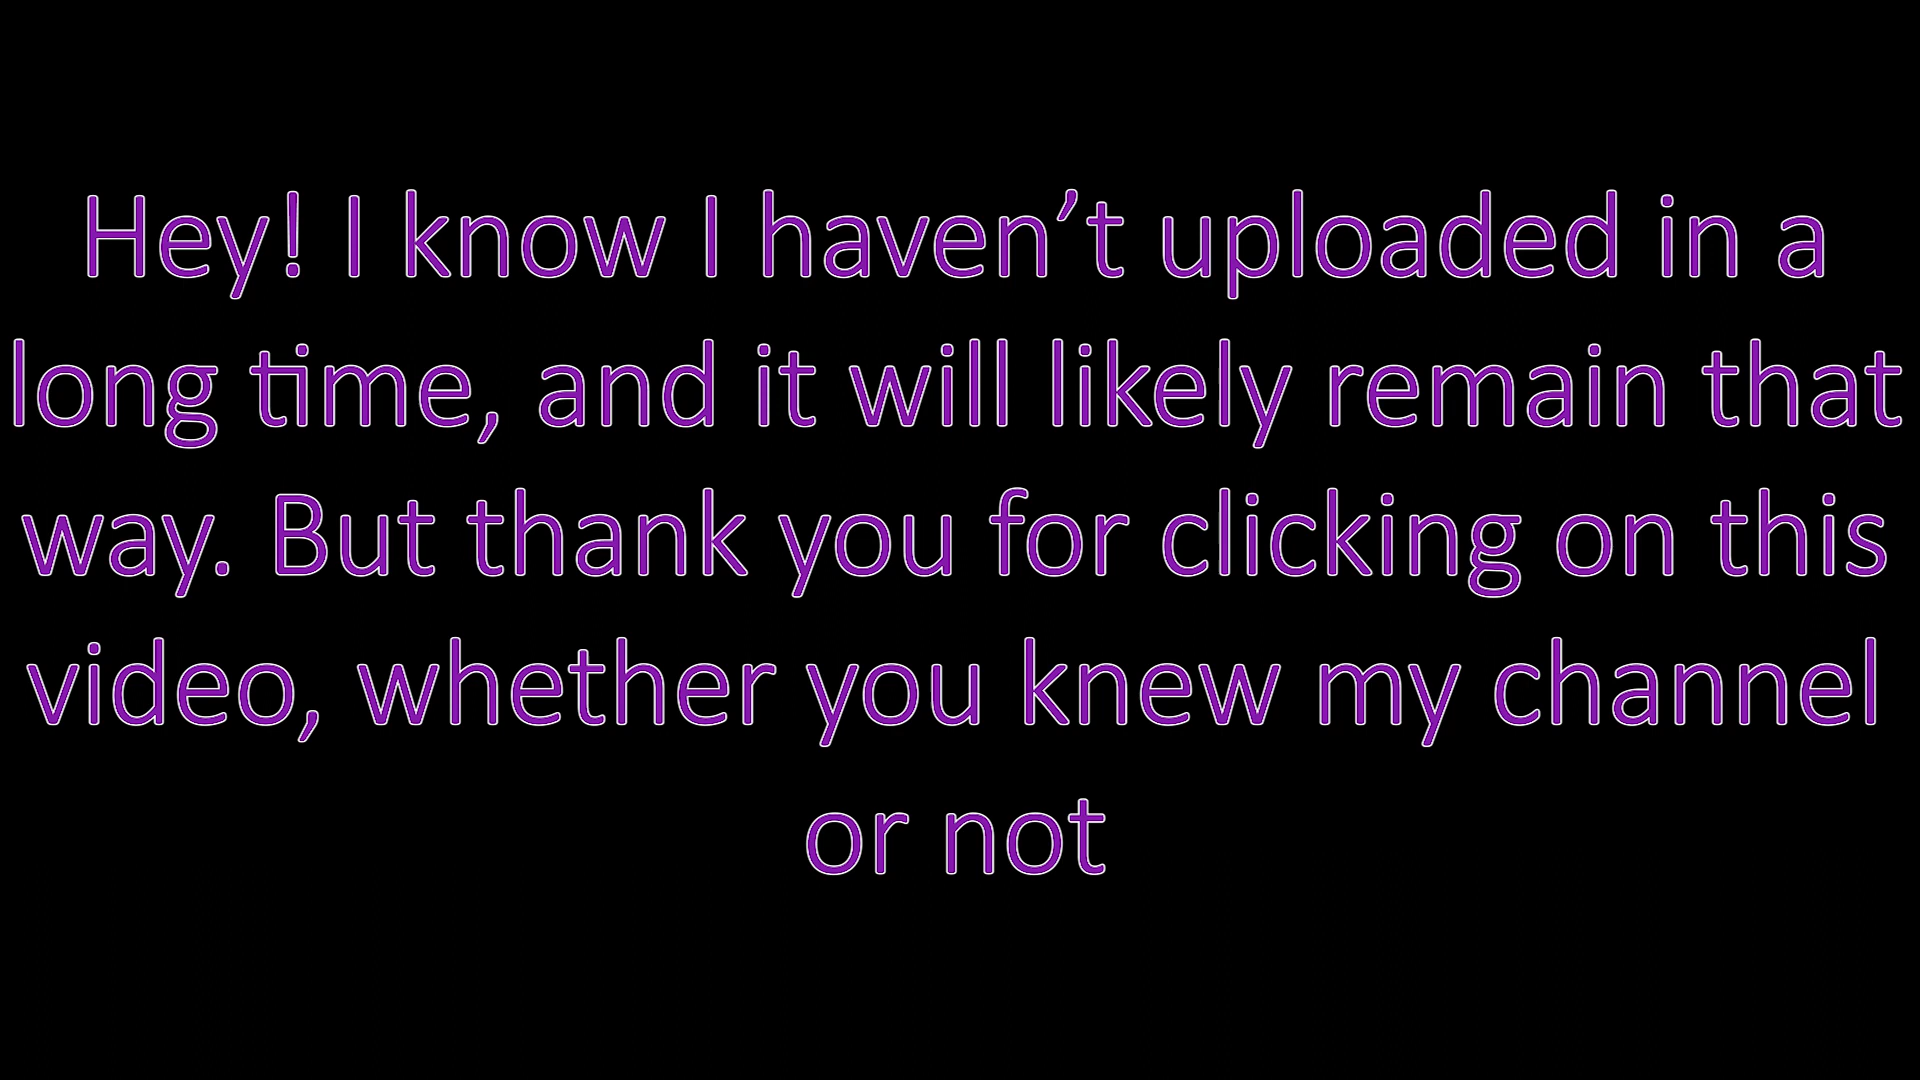 Hey! I know I haven’t uploaded in a
long time, and it will likely remain that
way. But thank you for clicking on this
video, whether you knew my channel
or not